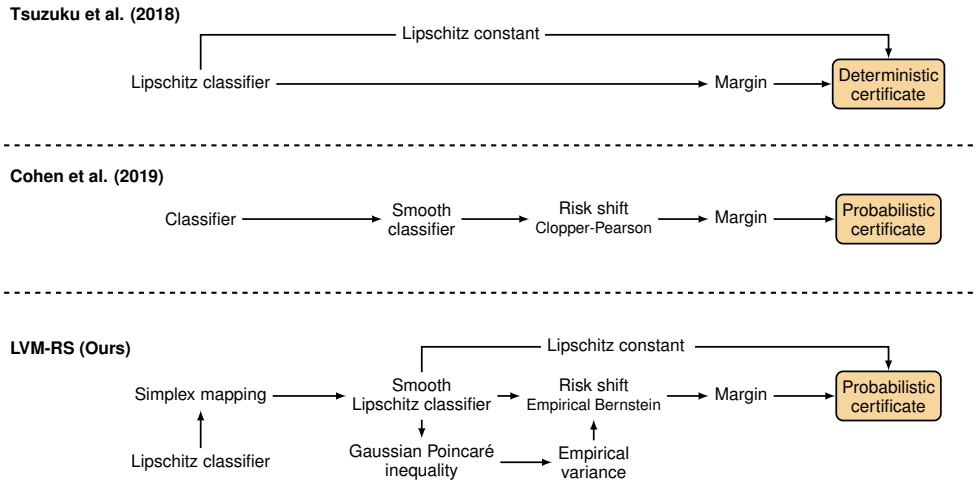 Tsuzuku et al. (2018)
Lipschitz constant
Lipschitz classifier
Margin
Deterministic
certificate
Cohen et al. (2019)
Classifier
Smooth
classifier
Risk shift
Clopper-Pearson
Margin
Probabilistic
certificate
LVM-RS (Ours)
Lipschitz constant
Simplex mapping
Smooth
Lipschitz classifier
Risk shift
Empirical Bernstein
Margin
Probabilistic
certificate
Lipschitz classifier
Gaussian Poincaré
inequality
Empirical
variance